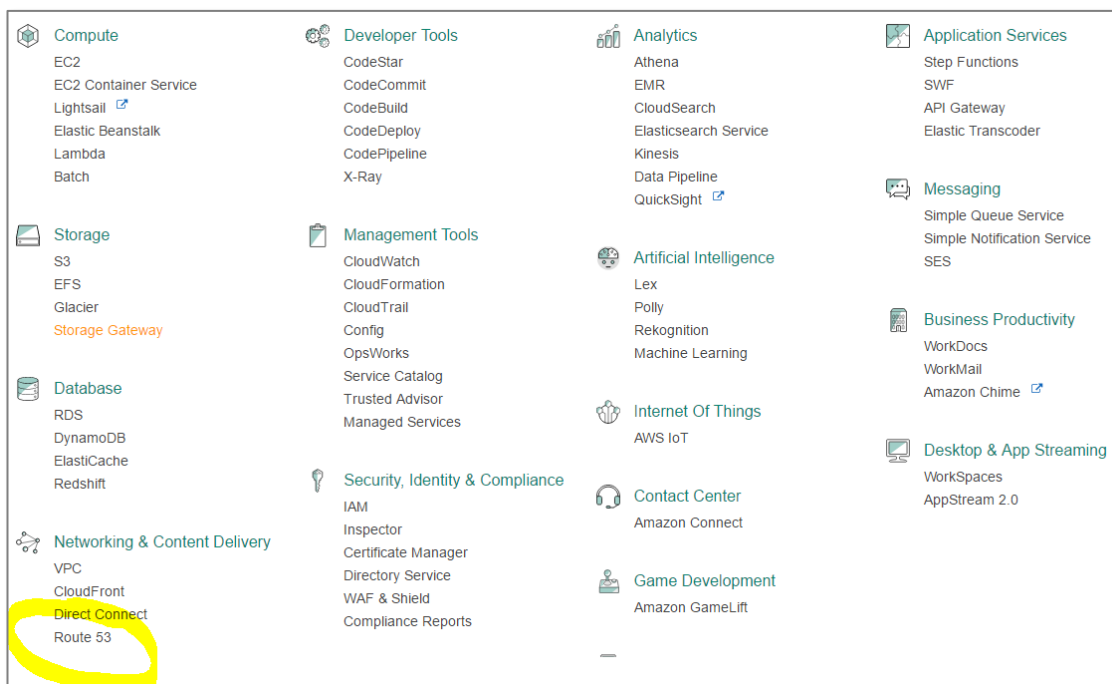 Compute
EC2
EC2 Container Service
Lightsail
Elastic Beanstalk
Lambda
Batch
Storage
S3
EFS
Glacier
Storage Gateway
Database
RDS
DynamoDB
ElastiCache
Redshift
Networking & Content Delivery
VPC
CloudFront
Direct Connect
Route 53
Developer Tools
CodeStar
CodeCommit
CodeBuild
CodeDeploy
CodePipeline
X-Ray
Management Tools
CloudWatch
CloudFormation
CloudTrail
Config
OpsWorks
Service Catalog
Trusted Advisor
Managed Services
Security, Identity & Compliance
IAM
Inspector
Certificate Manager
Directory Service
WAF & Shield
Compliance Reports
Analytics
Athena
EMR
CloudSearch
Elasticsearch Service
Kinesis
Data Pipeline
QuickSight
Artificial Intelligence
Lex
Polly
Rekognition
Machine Learning
Internet Of Things
AWS IoT
Contact Center
Amazon Connect
Game Development
Amazon GameLift
Application Services
Step Functions
SWF
API Gateway
Elastic Transcoder
Messaging
Simple Queue Service
Simple Notification Service
SES
Business Productivity
WorkDocs
WorkMail
Amazon Chime
Desktop & App Streaming
WorkSpaces
AppStream 2.0